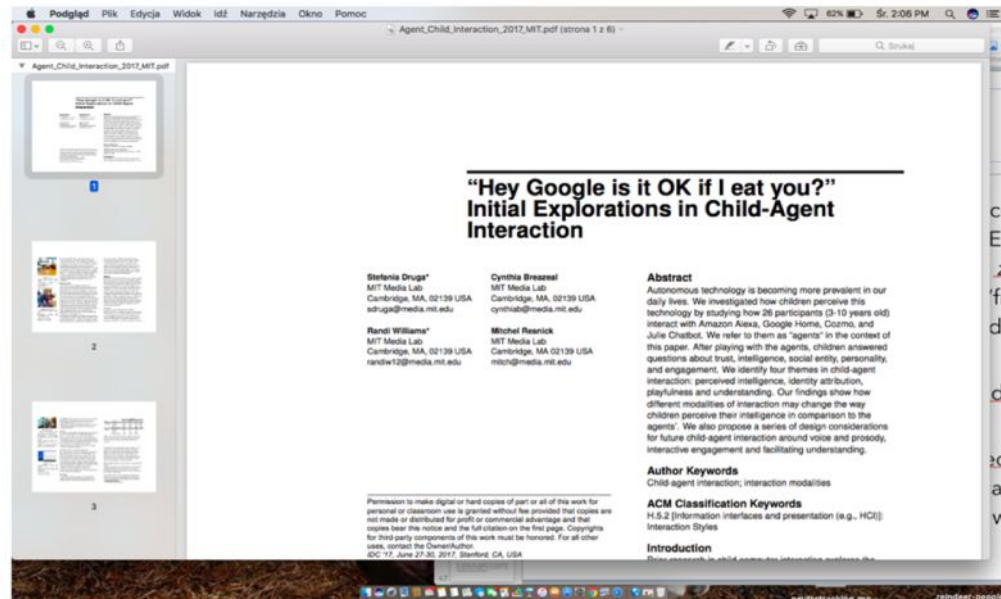 Podgląd Plik Edycja Widok Idź Narzędzia Okno Pomoc
62% Śr. 2:06 PM
Agent_Child_Interaction_2017_MIT.pdf (strona 1 z 6)
Szukaj
Agent_Child_Interaction_2017_MIT.pdf
1
2
3
“Hey Google is it OK if I eat you?”
Initial Explorations in Child-Agent
Interaction
Stefania Druga*
MIT Media Lab
Cambridge, MA, 02139 USA
sdruga@media.mit.edu
Cynthia Breazeal
MIT Media Lab
Cambridge, MA, 02139 USA
cynthiab@media.mit.edu
Randi Williams*
MIT Media Lab
Cambridge, MA, 02139 USA
randiw12@media.mit.edu
Mitchel Resnick
MIT Media Lab
Cambridge, MA, 02139 USA
mitch@media.mit.edu
Permission to make digital or hard copies of part or all of this work for
personal or classroom use is granted without fee provided that copies are
not made or distributed for profit or commercial advantage and that
copies bear this notice and the full citation on the first page. Copyrights
for third-party components of this work must be honored. For all other
uses, contact the Owner/Author.
IDC '17, June 27-30, 2017, Stanford, CA, USA
Abstract
Autonomous technology is becoming more prevalent in our
daily lives. We investigated how children perceive this
technology by studying how 26 participants (3-10 years old)
interact with Amazon Alexa, Google Home, Cozmo, and
Julie Chatbot. We refer to them as "agents" in the context of
this paper. After playing with the agents, children answered
questions about trust, intelligence, social entity, personality,
and engagement. We identify four themes in child-agent
interaction: perceived intelligence, identity attribution,
playfulness and understanding. Our findings show how
different modalities of interaction may change the way
children perceive their intelligence in comparison to the
agents'. We also propose a series of design considerations
for future child-agent interaction around voice and prosody,
interactive engagement and facilitating understanding.
Author Keywords
Child-agent interaction; interaction modalities
ACM Classification Keywords
H.5.2 [Information interfaces and presentation (e.g., HCI)]:
Interaction Styles
Introduction